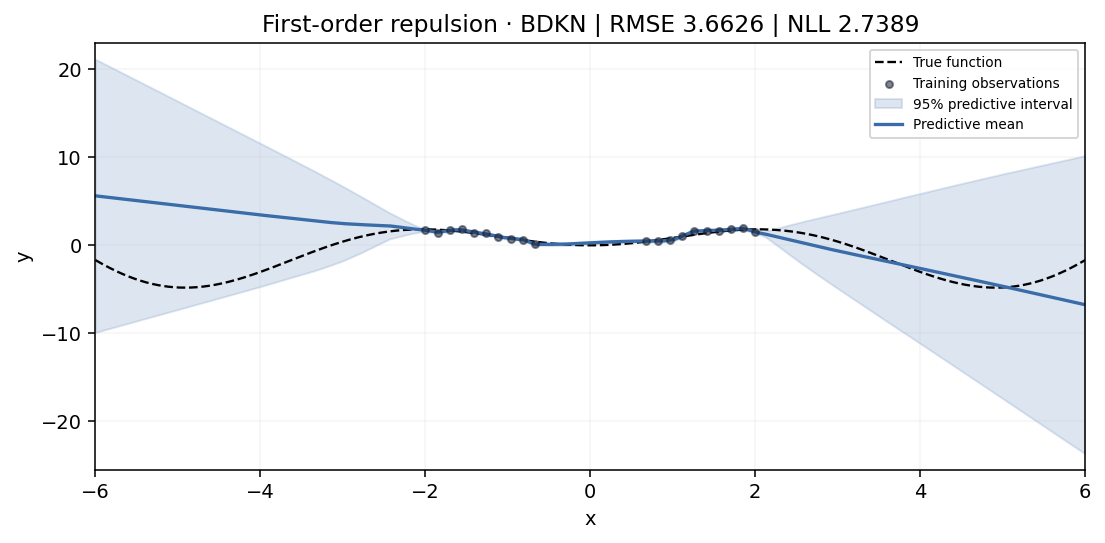 First-order repulsion · BDKN | RMSE 3.6626 | NLL 2.7389
True function
Training observations
95% predictive interval
Predictive mean
20
10
0
−10
−20
y
−6
−4
−2
0
2
4
6
x